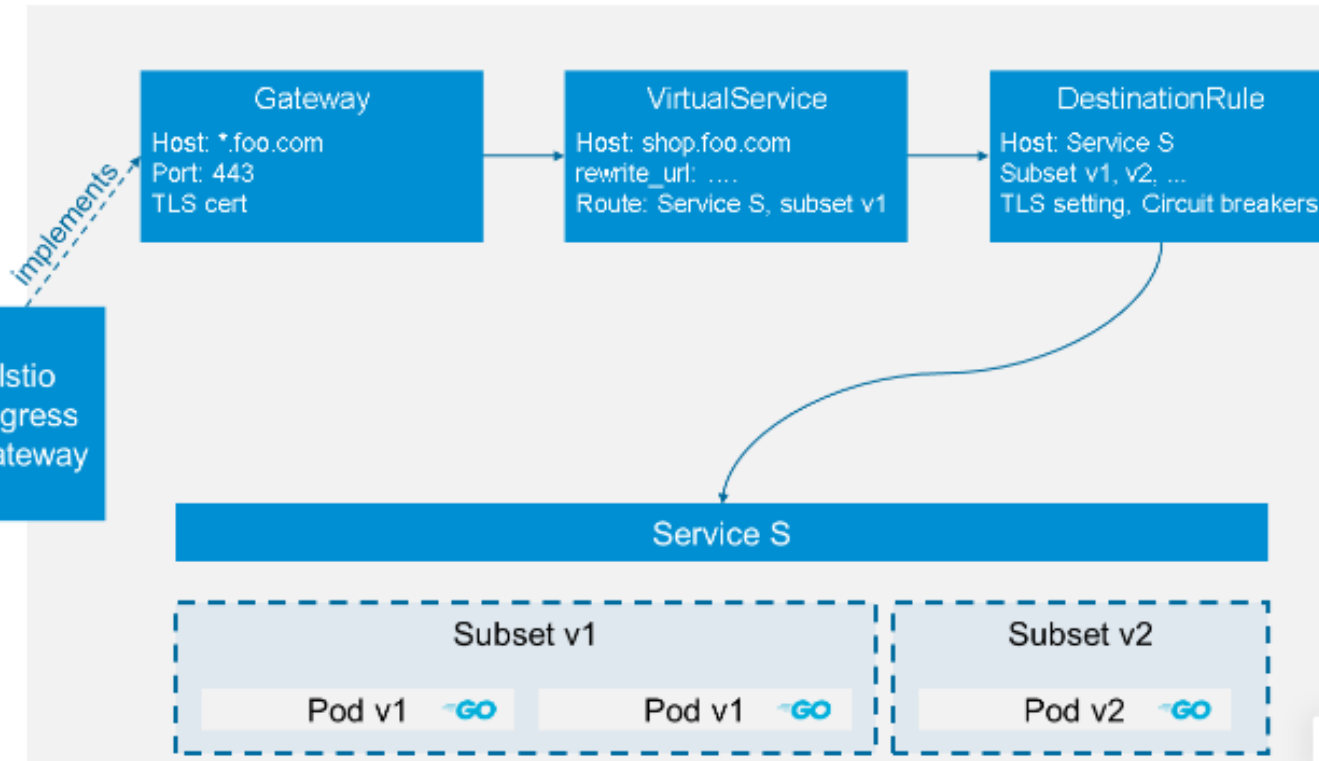 Gateway
Host: *.foo.com
Port: 443
TLS cert
VirtualService
Host: shop.foo.com
rewrite_url: ....
Route: Service S, subset v1
DestinationRule
Host: Service S
Subset v1, v2, ...
TLS setting, Circuit breakers
implements
Istio
gress
ateway
Service S
Subset v1
Subset v2
Pod v1 GO
Pod v1 GO
Pod v2 GO